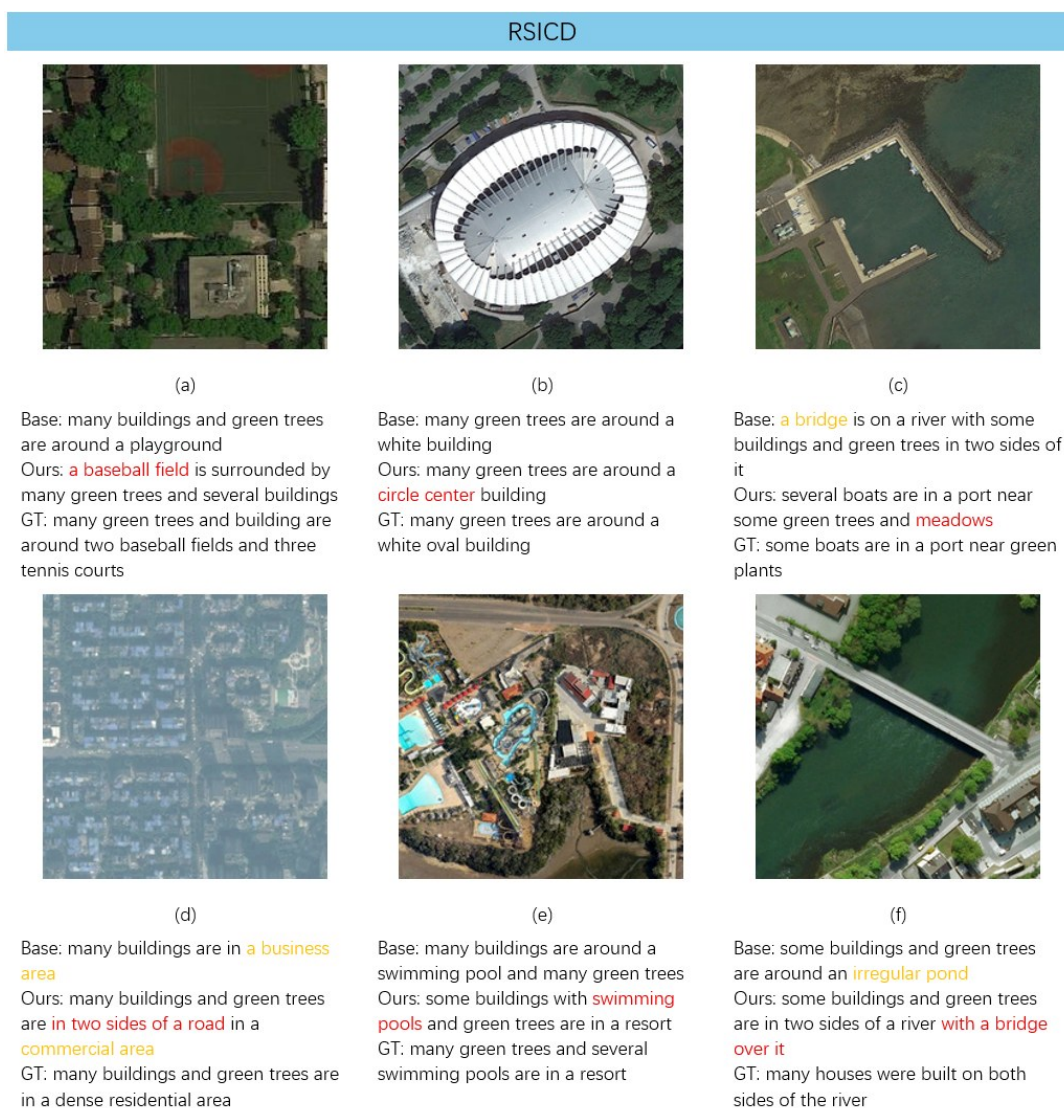 RSICD
(a)
Base: many buildings and green trees
are around a playground
Ours: a baseball field is surrounded by
many green trees and several buildings
GT: many green trees and building are
around two baseball fields and three
tennis courts
(b)
Base: many green trees are around a
white building
Ours: many green trees are around a
circle center building
GT: many green trees are around a
white oval building
(c)
Base: a bridge is on a river with some
buildings and green trees in two sides of
it
Ours: several boats are in a port near
some green trees and meadows
GT: some boats are in a port near green
plants
(d)
Base: many buildings are in a business
area
Ours: many buildings and green trees
are in two sides of a road in a
commercial area
GT: many buildings and green trees are
in a dense residential area
(e)
Base: many buildings are around a
swimming pool and many green trees
Ours: some buildings with swimming
pools and green trees are in a resort
GT: many green trees and several
swimming pools are in a resort
(f)
Base: some buildings and green trees
are around an irregular pond
Ours: some buildings and green trees
are in two sides of a river with a bridge
over it
GT: many houses were built on both
sides of the river